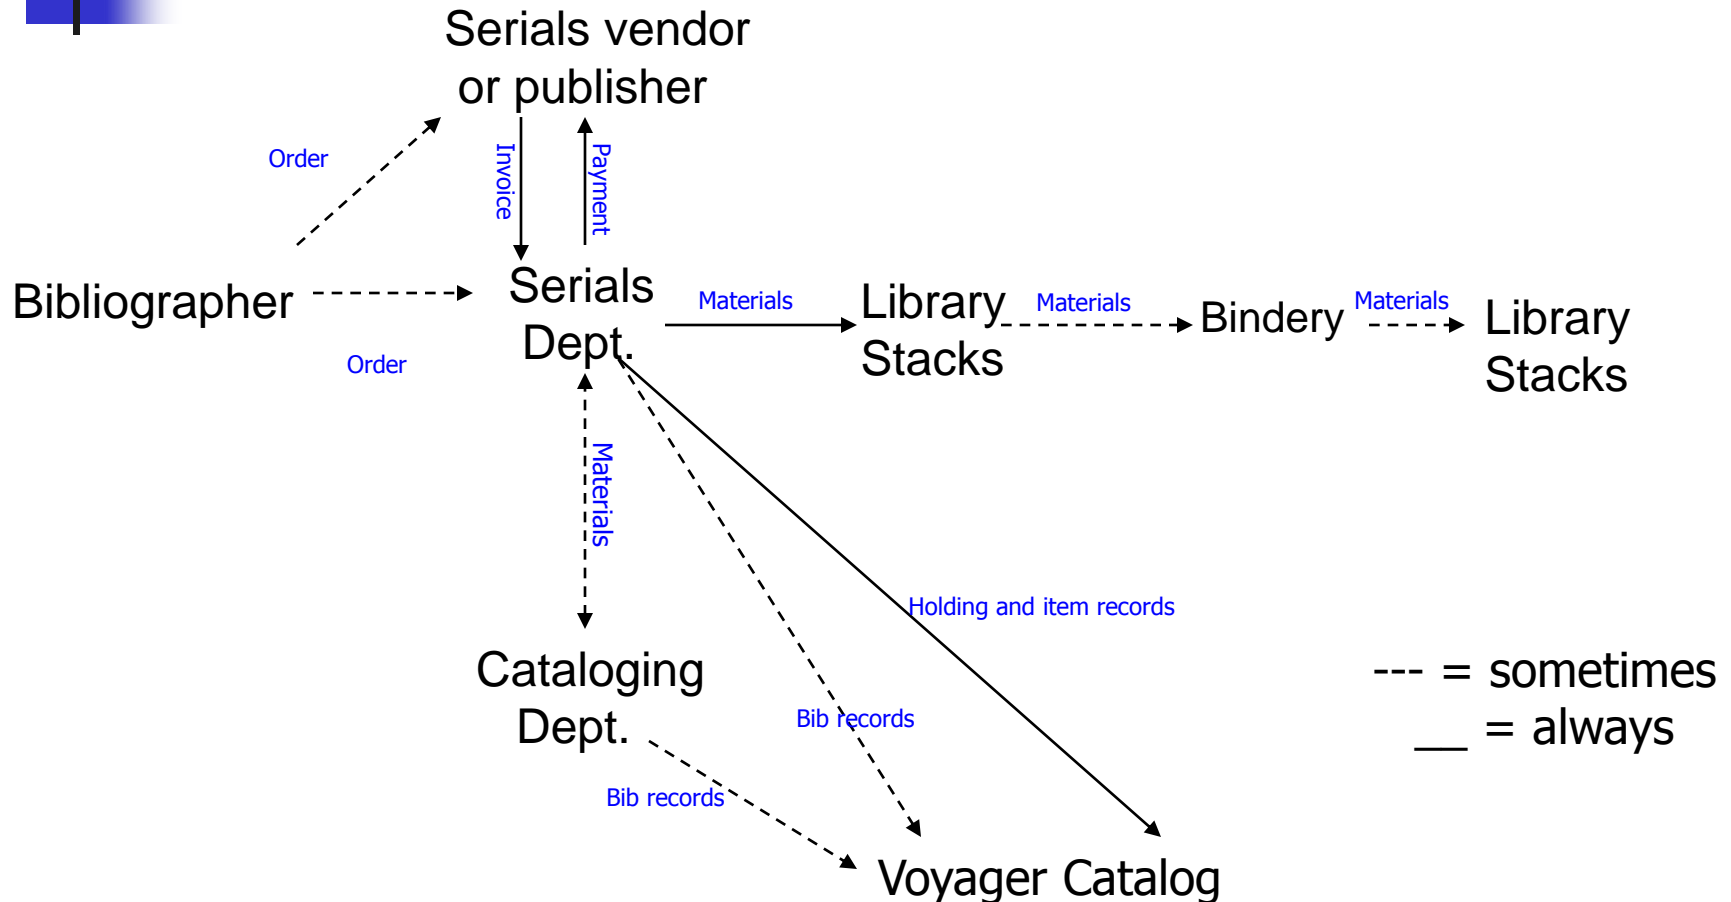 Serials vendor
or publisher
Order
Invoice
Payment
Bibliographer
Serials
Dept.
Order
Materials
Library
Stacks
Materials
Bindery
Materials
Library
Stacks
Materials
Holding and item records
Cataloging
Dept.
Bib records
Bib records
--- = sometimes
__ = always
Voyager Catalog